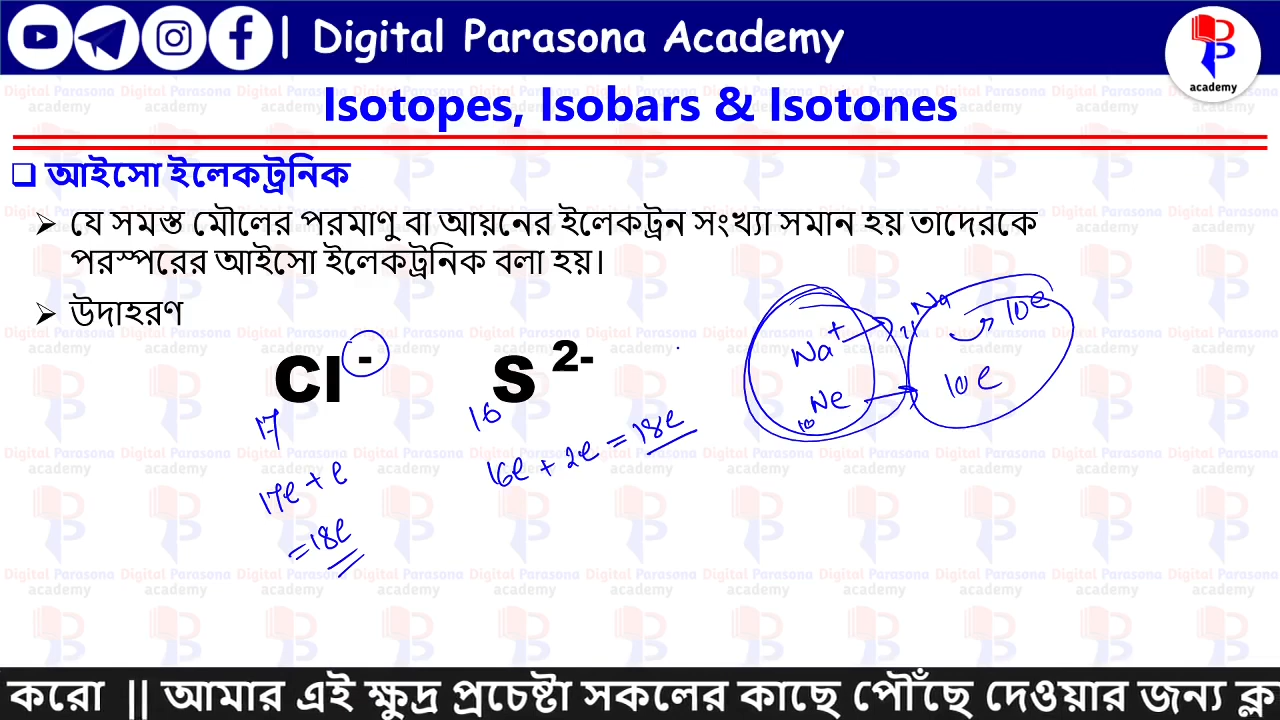 | Digital Parasona Academy
academy
Isotopes, Isobars & Isotones
আইসো ইলেকট্রনিক
যে সমস্ত মৌলের পরমাণু বা আয়নের ইলেকট্রন সংখ্যা সমান হয় তাদেরকে
পরস্পরের আইসো ইলেকট্রনিক বলা হয়।
উদাহরণ
Cl -
S 2-
17
17e + e
= 18e
16
16e + 2e = 18e
Na+
11Na
10e
10Ne
10e
করো || আমার এই ক্ষুদ্র প্রচেষ্টা সকলের কাছে পৌঁছে দেওয়ার জন্য ক্ল